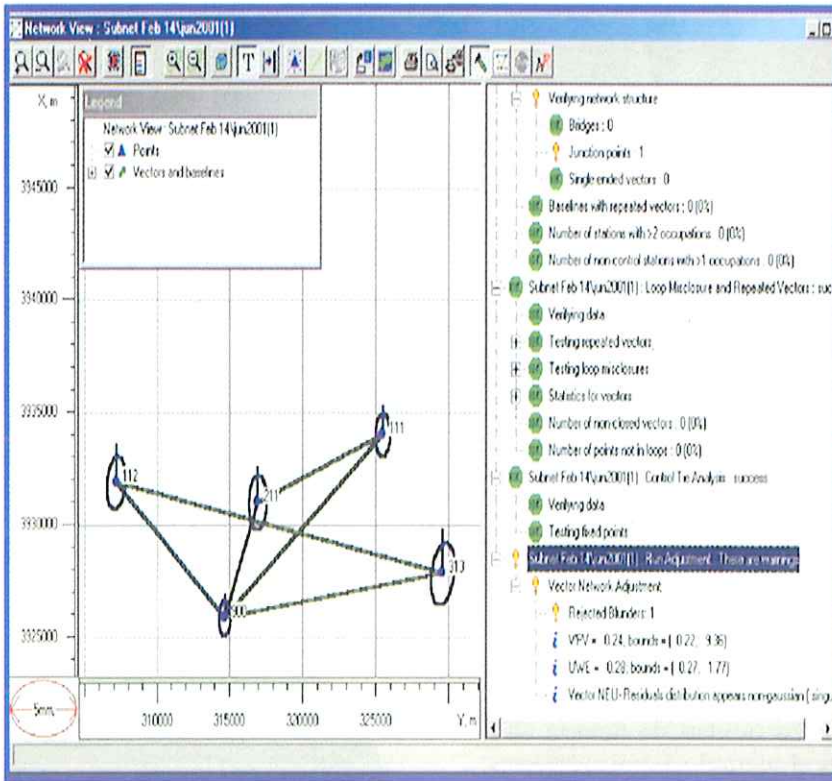 Network View : Subnet Feb 14\jun2001(1)
X, m
3945000
3940000
3935000
3930000
3925000
Legend
Network View : Subnet Feb 14\jun2001(1)
Points
Vectors and baselines
111
112
211
313
900
5mm
310000
315000
320000
325000
Y, m
Verifying network structure
Bridges : 0
Junction points : 1
Single ended vectors : 0
Baselines with repeated vectors : 0 (0%)
Number of stations with >2 occupations : 0 (0%)
Number of non control stations with >1 occupations : 0 (0%)
Subnet Feb 14\jun2001(1) : Loop Misclosure and Repeated Vectors : suc
Verifying data
Testing repeated vectors
Testing loop misclosures
Statistics for vectors
Number of non closed vectors : 0 (0%)
Number of points not in loops : 0 (0%)
Subnet Feb 14\jun2001(1) : Control Tie Analysis : success
Verifying data
Testing fixed points
Subnet Feb 14\jun2001(1) : Run Adjustment : There are warnings
Vector Network Adjustment
Rejected Blunders: 1
VPV = 0.24, bounds = ( 0.22, 9.36)
UWE = 0.28, bounds = ( 0.27, 1.77)
Vector NEU- Residuals distribution appears non-gaussian ( sing